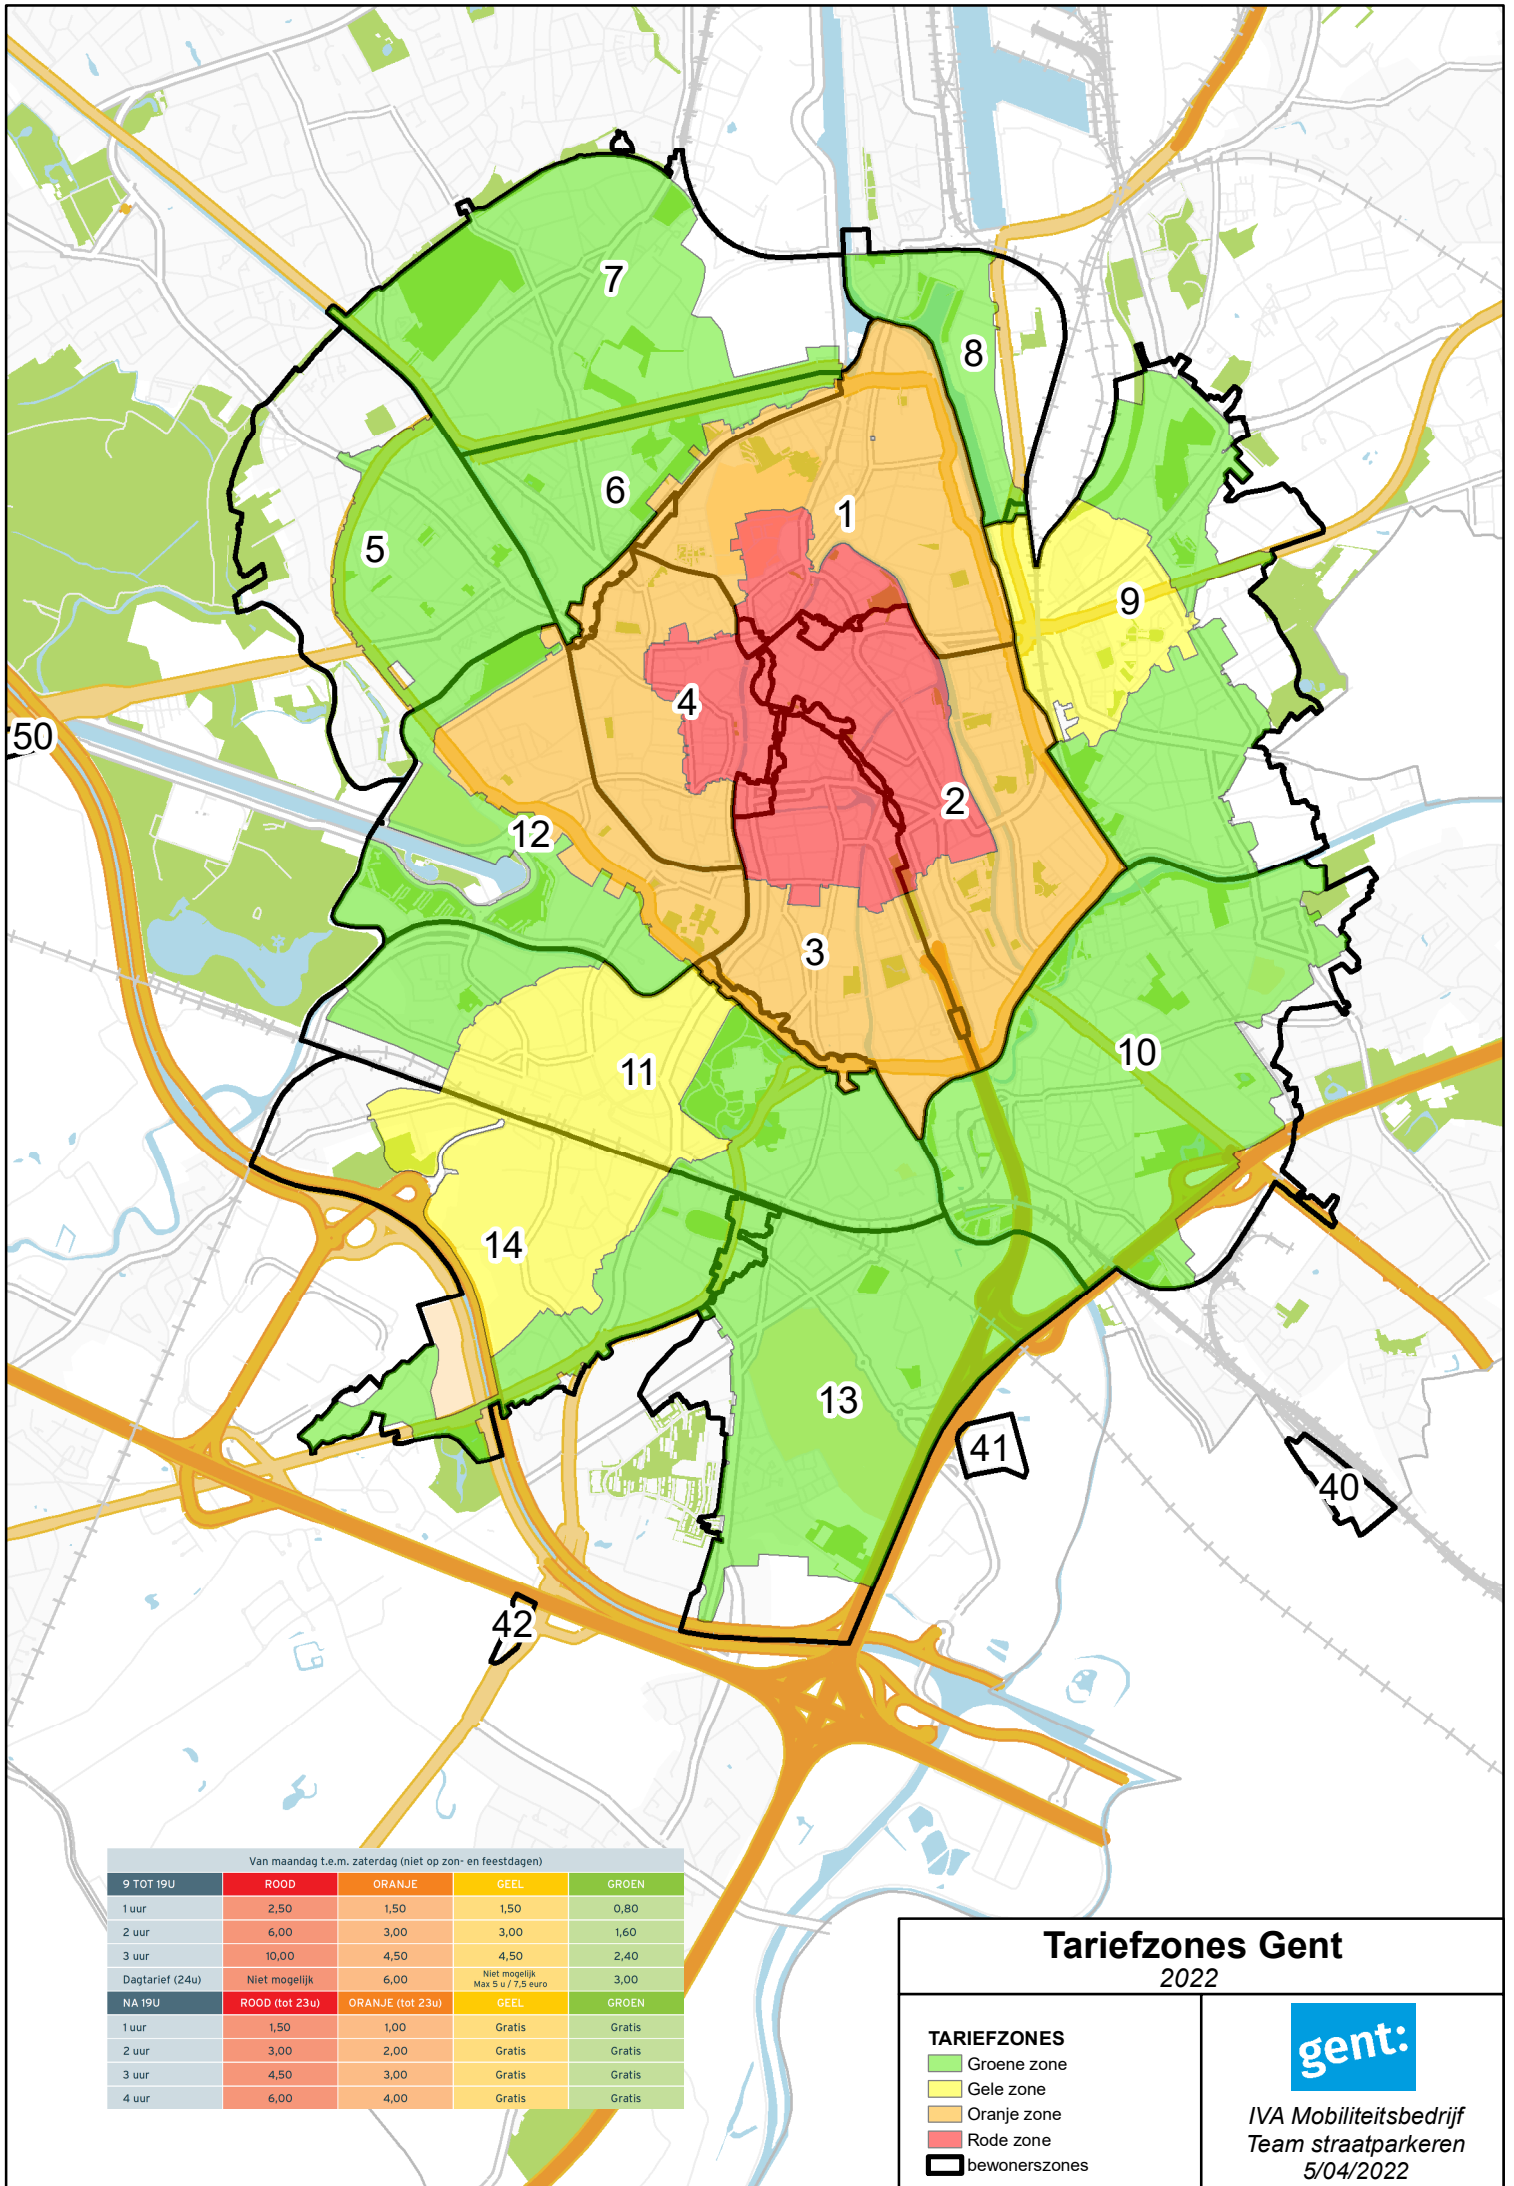 7
8
6
1
5
9
4
50
2
12
3
10
11
14
13
41
40
42
Van maandag t.e.m. zaterdag (niet op zon- en feestdagen)
9 TOT 19U ROOD ORANJE GEEL GROEN
1 uur 2,50 1,50 1,50 0,80
2 uur 6,00 3,00 3,00 1,60
3 uur 10,00 4,50 4,50 2,40
Dagtarief (24u) Niet mogelijk 6,00 Niet mogelijk Max 5 u / 7,5 euro 3,00
NA 19U ROOD (tot 23u) ORANJE (tot 23u) GEEL GROEN
1 uur 1,50 1,00 Gratis Gratis
2 uur 3,00 2,00 Gratis Gratis
3 uur 4,50 3,00 Gratis Gratis
4 uur 6,00 4,00 Gratis Gratis
Tariefzones Gent
2022
TARIEFZONES
Groene zone
Gele zone
Oranje zone
Rode zone
bewonerszones
gent:
IVA Mobiliteitsbedrijf
Team straatparkeren
5/04/2022